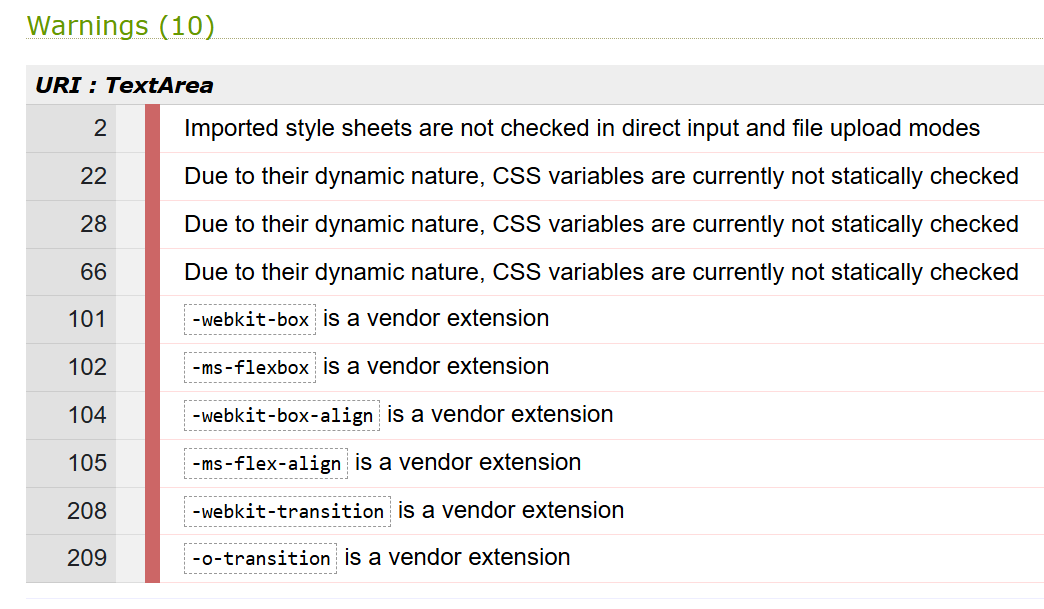 Warnings (10)
URI : TextArea
2 Imported style sheets are not checked in direct input and file upload modes
22 Due to their dynamic nature, CSS variables are currently not statically checked
28 Due to their dynamic nature, CSS variables are currently not statically checked
66 Due to their dynamic nature, CSS variables are currently not statically checked
101 -webkit-box is a vendor extension
102 -ms-flexbox is a vendor extension
104 -webkit-box-align is a vendor extension
105 -ms-flex-align is a vendor extension
208 -webkit-transition is a vendor extension
209 -o-transition is a vendor extension